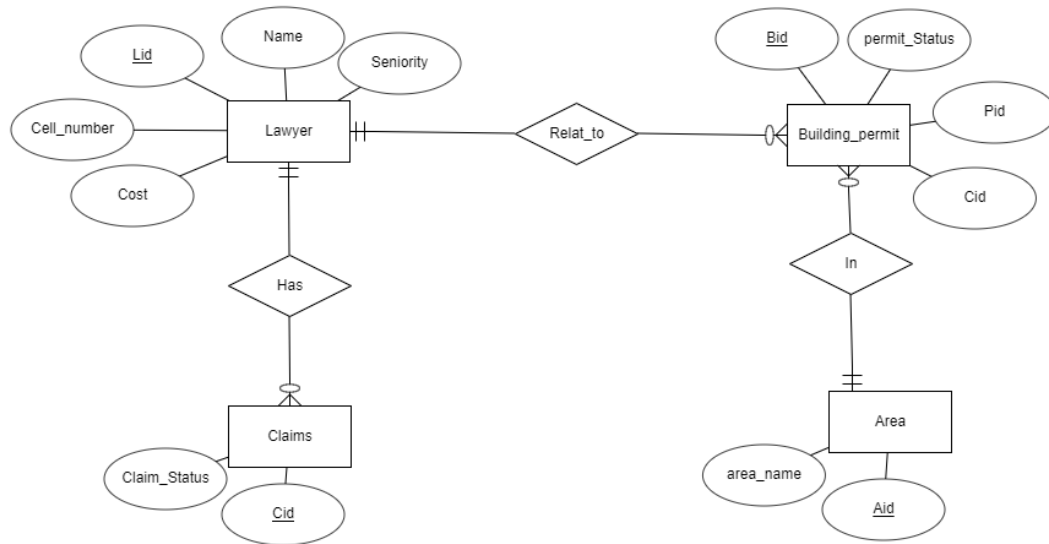 Name
Bid
permit_Status
Lid
Seniority
Pid
Cell_number
Lawyer
Relat_to
Building_permit
Cost
Cid
In
Has
Area
Claims
area_name
Claim_Status
Aid
Cid